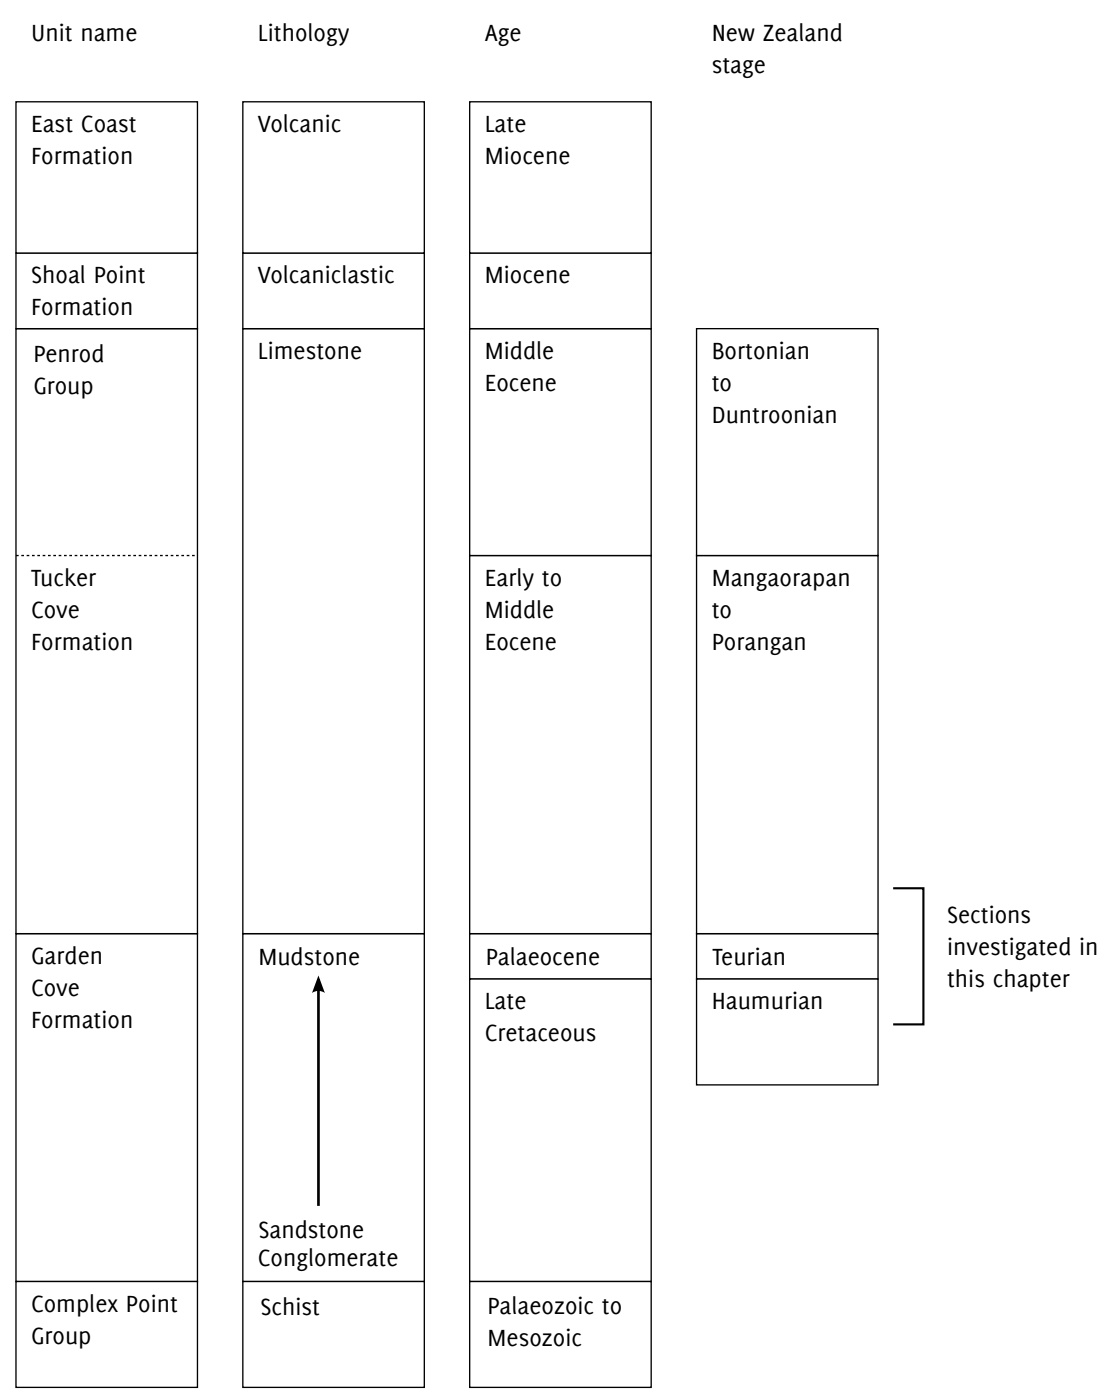 Unit name
Lithology
Age
New Zealand
stage
East Coast
Formation
Volcanic
Late
Miocene
Shoal Point
Formation
Volcaniclastic
Miocene
Penrod
Group
Limestone
Middle
Eocene
Bortonian
to
Duntroonian
Tucker
Cove
Formation
Early to
Middle
Eocene
Mangaorapan
to
Porangan
Sections
investigated in
this chapter
Garden
Cove
Formation
Mudstone
Sandstone
Conglomerate
Palaeocene
Teurian
Late
Cretaceous
Haumurian
Complex Point
Group
Schist
Palaeozoic to
Mesozoic